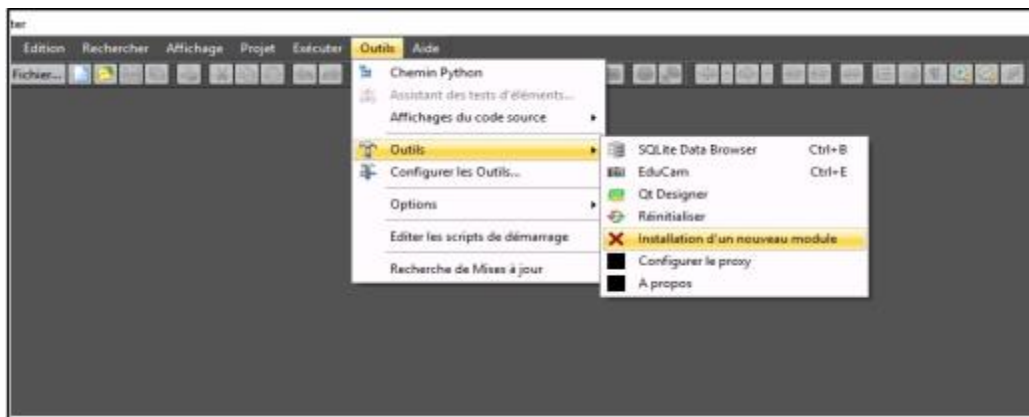 ter
Edition Rechercher Affichage Projet Exécuter Outils Aide
Fichier...
Chemin Python
Assistant des tests d'éléments...
Affichages du code source
Outils
Configurer les Outils...
Options
Editer les scripts de démarrage
Recherche de Mises à jour
SQLite Data Browser Ctrl+B
EduCam Ctrl+E
Qt Designer
Réinitialiser
Installation d'un nouveau module
Configurer le proxy
A propos